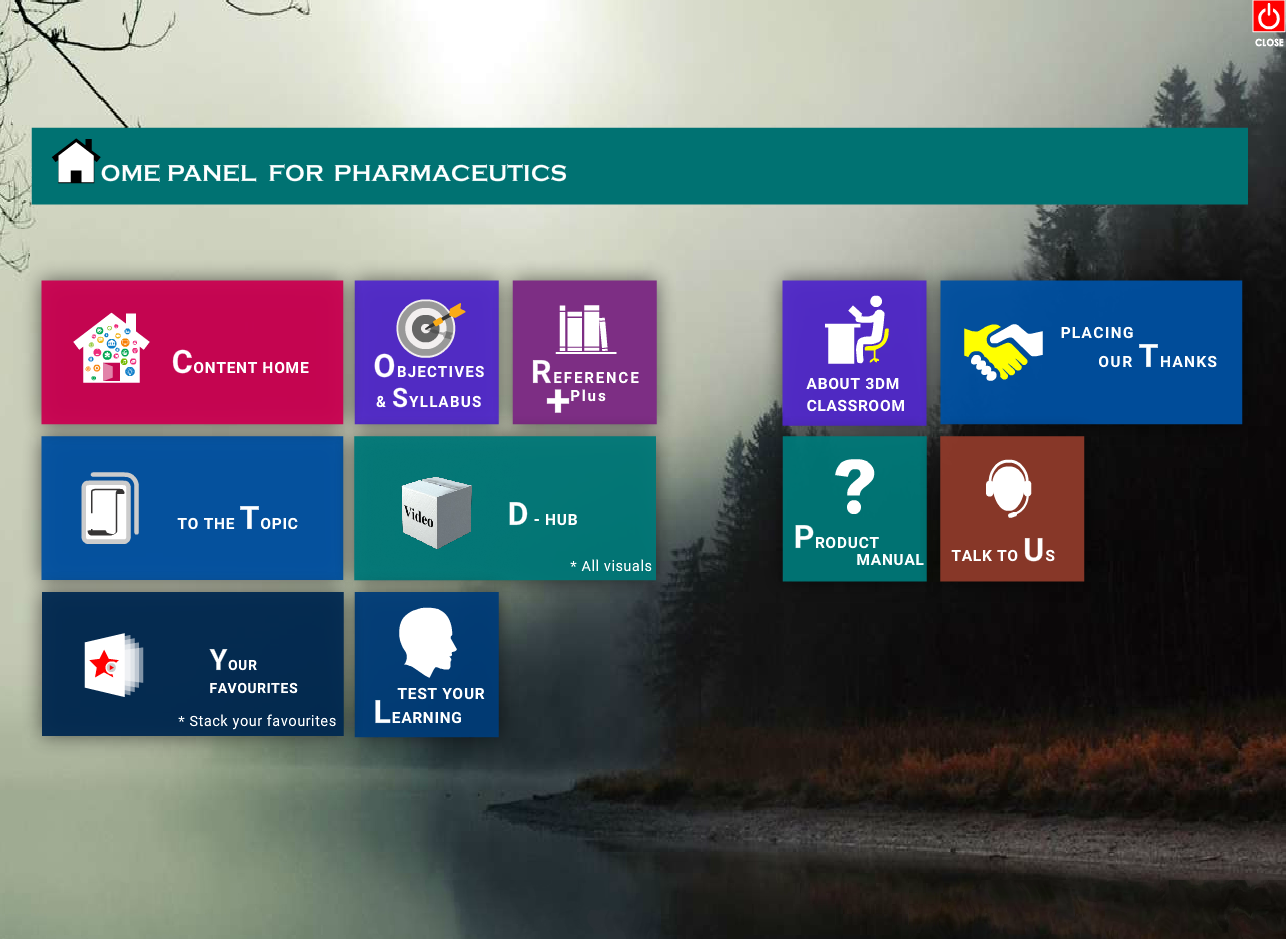 CLOSE
OME PANEL FOR PHARMACEUTICS
CONTENT HOME
OBJECTIVES
& SYLLABUS
REFERENCE
+Plus
ABOUT 3DM
CLASSROOM
PLACING
OUR THANKS
TO THE TOPIC
Video
D - HUB
* All visuals
PRODUCT
MANUAL
TALK TO US
YOUR
FAVOURITES
* Stack your favourites
TEST YOUR
LEARNING